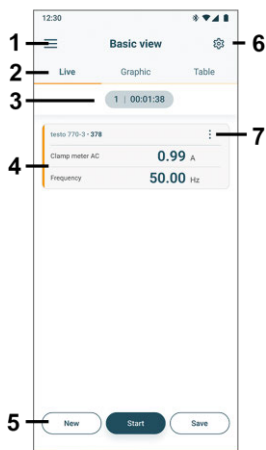 12:30
1 Basic view 6
2 Live Graphic Table
3 1 | 00:01:38
testo 770-3 · 378 7
4 Clamp meter AC 0.99 A
Frequency 50.00 Hz
5 New Start Save